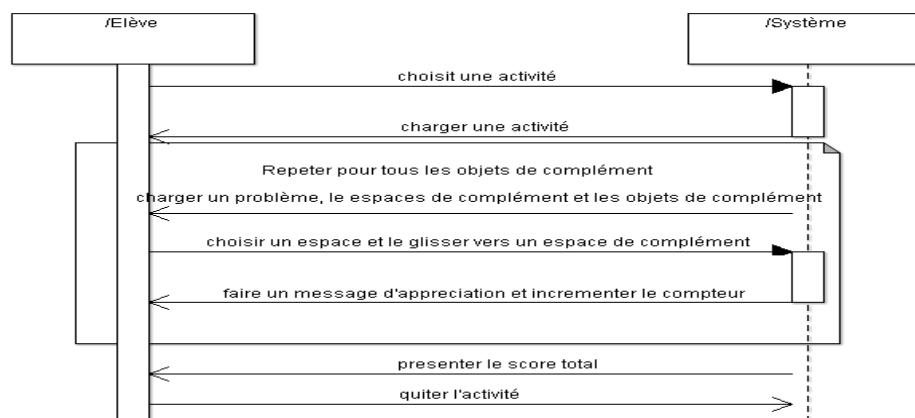 /Elève
/Système
choisit une activité
charger une activité
Repeter pour tous les objets de complément
charger un problème, le espaces de complément et les objets de complément
choisir un espace et le glisser vers un espace de complément
faire un message d'appreciation et incrementer le compteur
presenter le score total
quiter l'activité